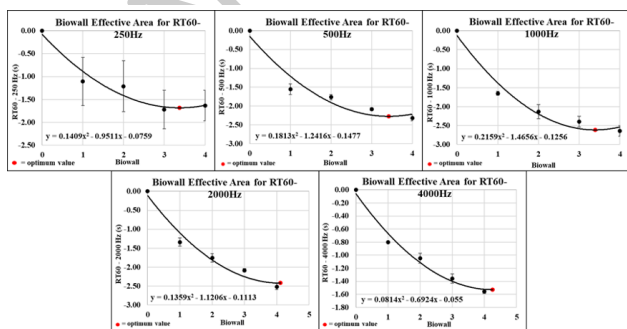 Biowall Effective Area for RT60-
250Hz
RT60 - 250 Hz (s)
0.00
-0.50
-1.00
-1.50
-2.00
-2.50
0
1
2
3
4
y = 0.1409x² - 0.9511x - 0.0759
Biowall
= optimum value
Biowall Effective Area for RT60-
500Hz
RT60 - 500 Hz (s)
0.00
-0.50
-1.00
-1.50
-2.00
-2.50
-3.00
0
1
2
3
4
y = 0.1813x² - 1.2416x - 0.1477
Biowall
= optimum value
Biowall Effective Area for RT60-
1000Hz
RT60 - 1000 Hz (s)
0.00
-0.50
-1.00
-1.50
-2.00
-2.50
-3.00
0
1
2
3
4
y = 0.2159x² - 1.4656x - 0.1256
Biowall
= optimum value
Biowall Effective Area for RT60-
2000Hz
RT60 - 2000 Hz (s)
0.00
-0.50
-1.00
-1.50
-2.00
-2.50
-3.00
0
1
2
3
4
5
y = 0.1359x² - 1.1206x - 0.1113
Biowall
= optimum value
Biowall Effective Area for RT60-
4000Hz
RT60 - 4000 Hz (s)
0.00
-0.20
-0.40
-0.60
-0.80
-1.00
-1.20
-1.40
-1.60
-1.80
0
1
2
3
4
5
y = 0.0814x² - 0.6924x - 0.055
Biowall
= optimum value